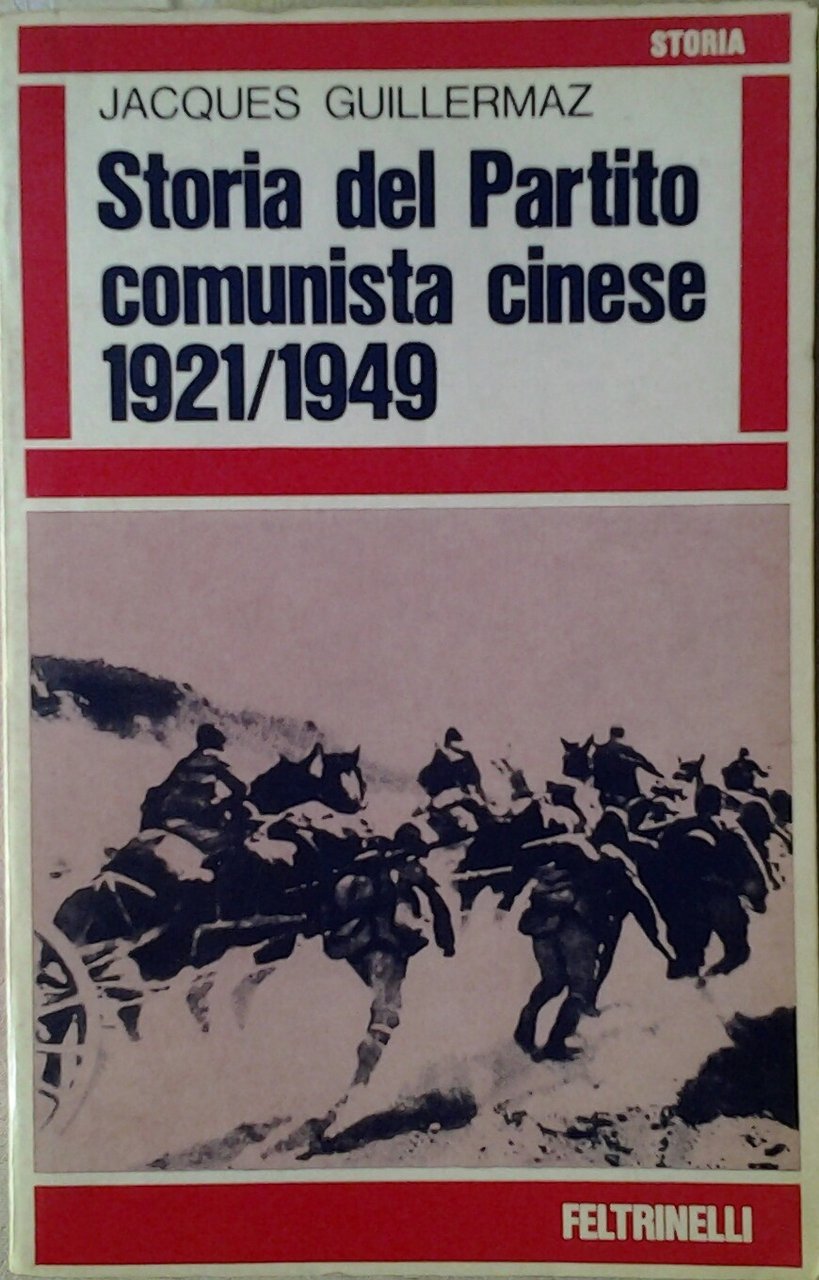 STORIA
JACQUES GUILLERMAZ
Storia del Partito
comunista cinese
1921/1949
FELTRINELLI